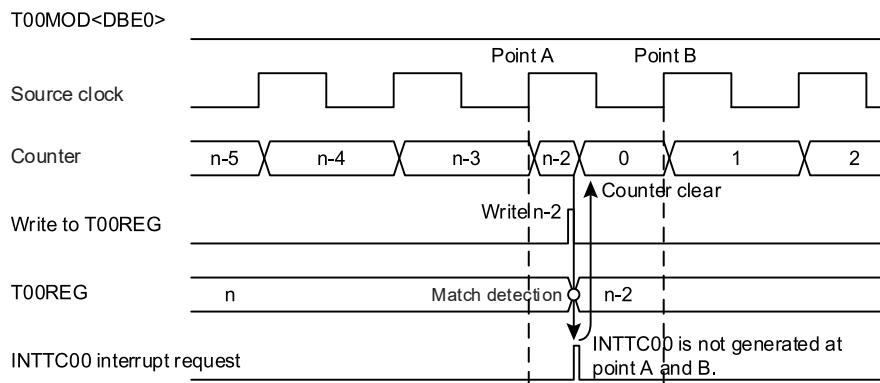 T00MOD<DBE0>
Point A Point B
Source clock
Counter n-5 n-4 n-3 n-2 0 1 2
Counter clear
Write to T00REG Write n-2
T00REG n Match detection n-2
INTTC00 interrupt request INTTC00 is not generated at
point A and B.